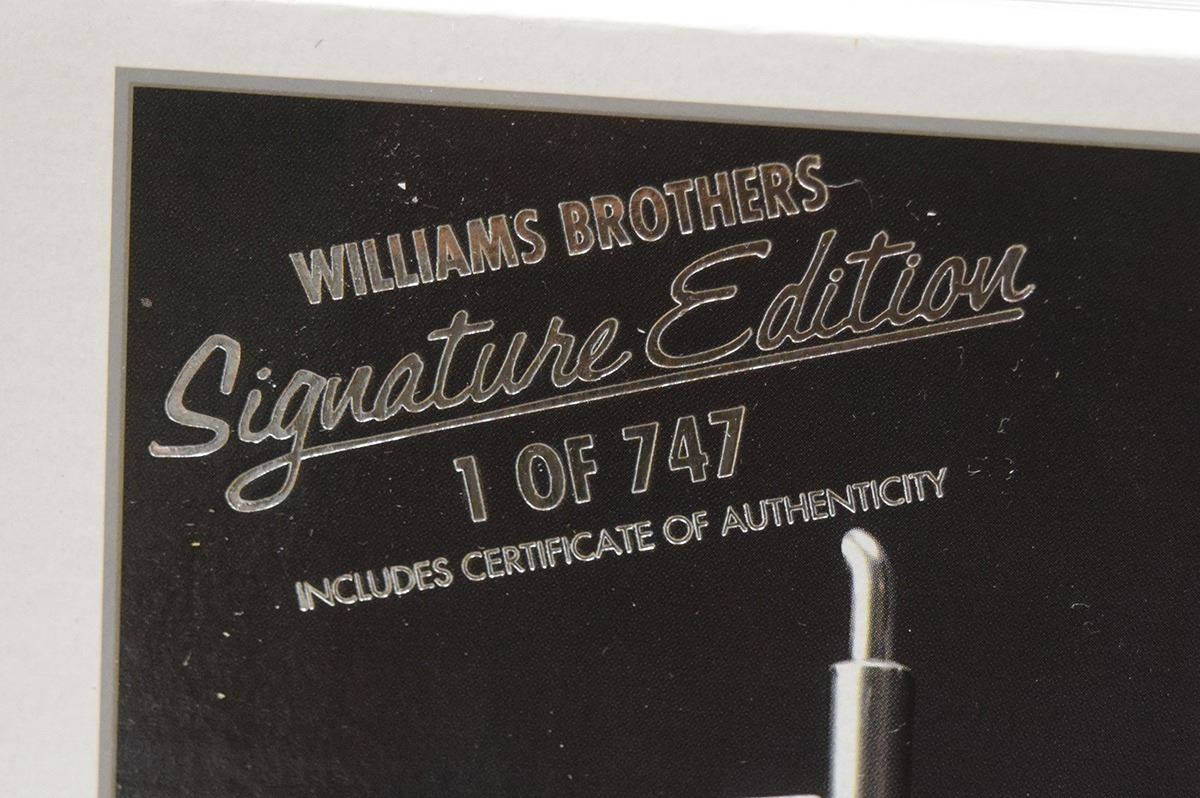 WILLIAMS BROTHERS
Signature Edition
1 OF 747
INCLUDES CERTIFICATE OF AUTHENTICITY